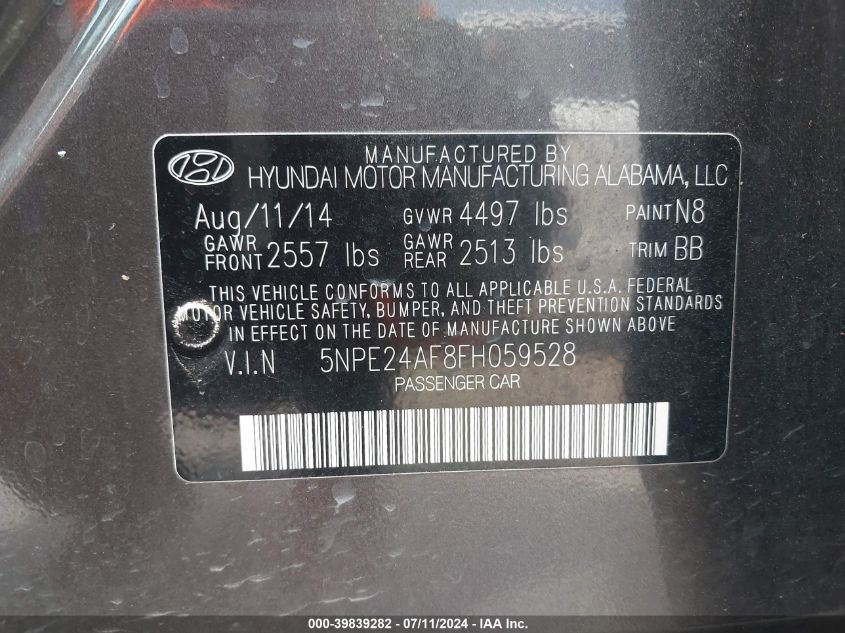 MANUFACTURED BY
HYUNDAI MOTOR MANUFACTURING ALABAMA, LLC
Aug/11/14 GVWR 4497 lbs PAINT N8
GAWR FRONT 2557 lbs GAWR REAR 2513 lbs TRIM BB
THIS VEHICLE CONFORMS TO ALL APPLICABLE U.S.A. FEDERAL
MOTOR VEHICLE SAFETY, BUMPER, AND THEFT PREVENTION STANDARDS
IN EFFECT ON THE DATE OF MANUFACTURE SHOWN ABOVE
V.I.N 5NPE24AF8FH059528
PASSENGER CAR
000-39839282 - 07/11/2024 - IAA Inc.